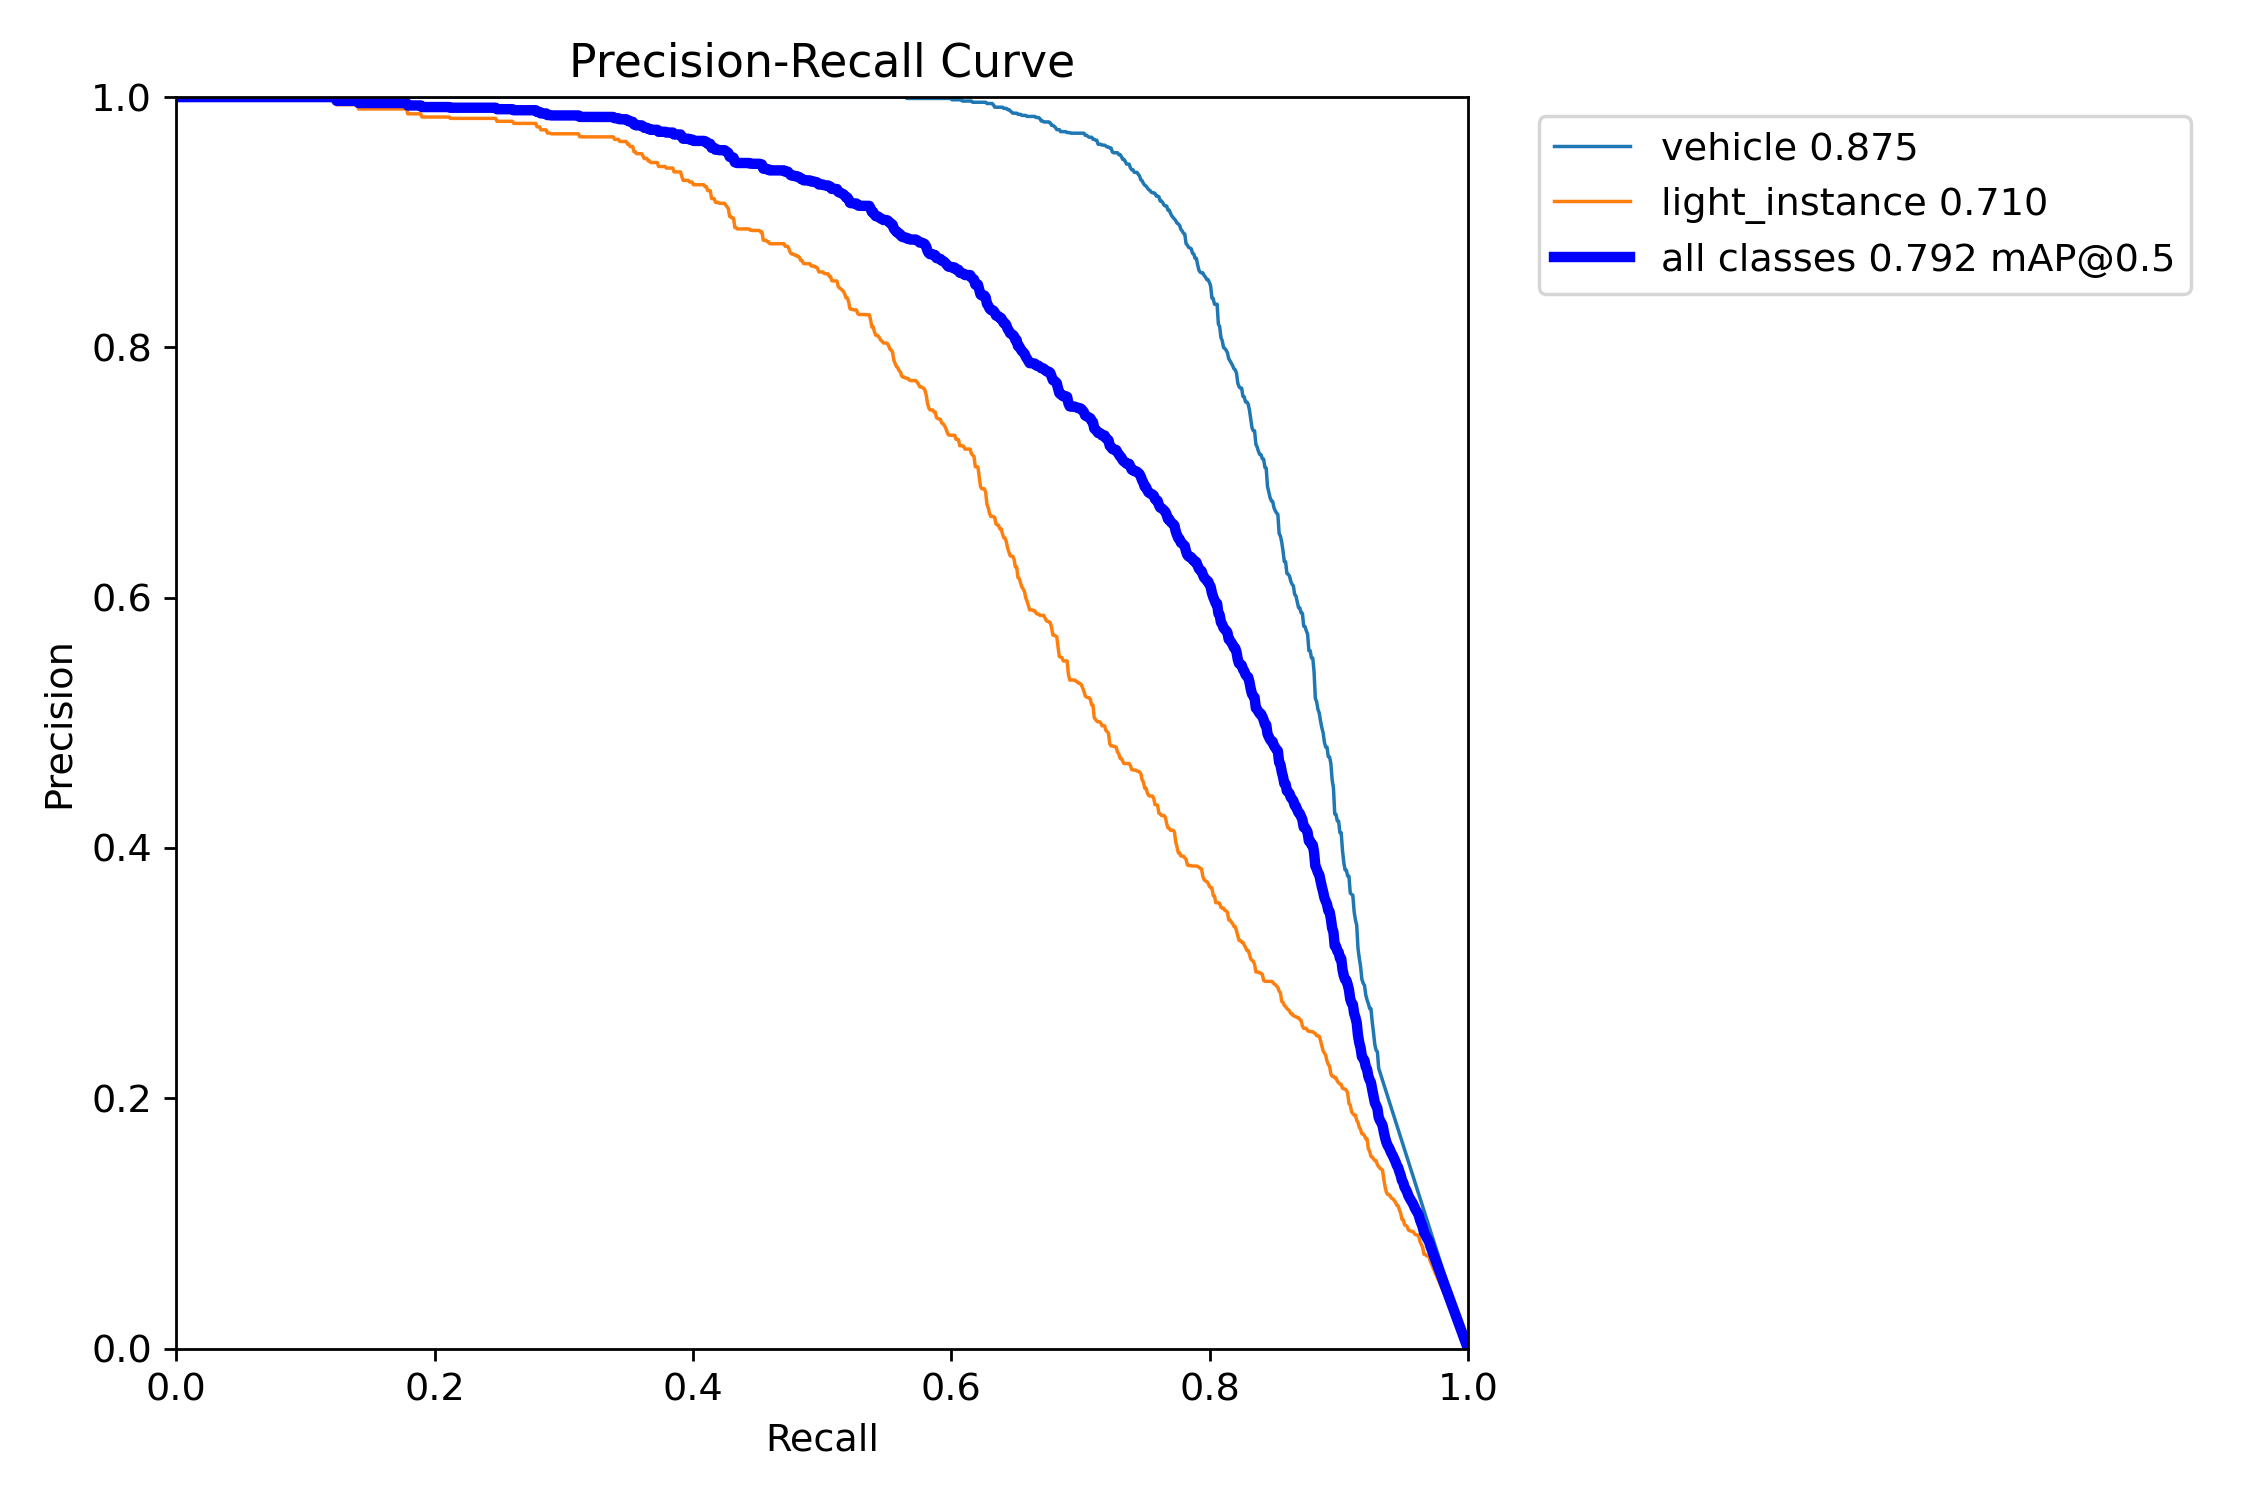 Precision-Recall Curve
1.0
0.8
0.6
0.4
0.2
0.0
Precision
0.0 0.2 0.4 0.6 0.8 1.0
Recall
vehicle 0.875
light_instance 0.710
all classes 0.792 mAP@0.5